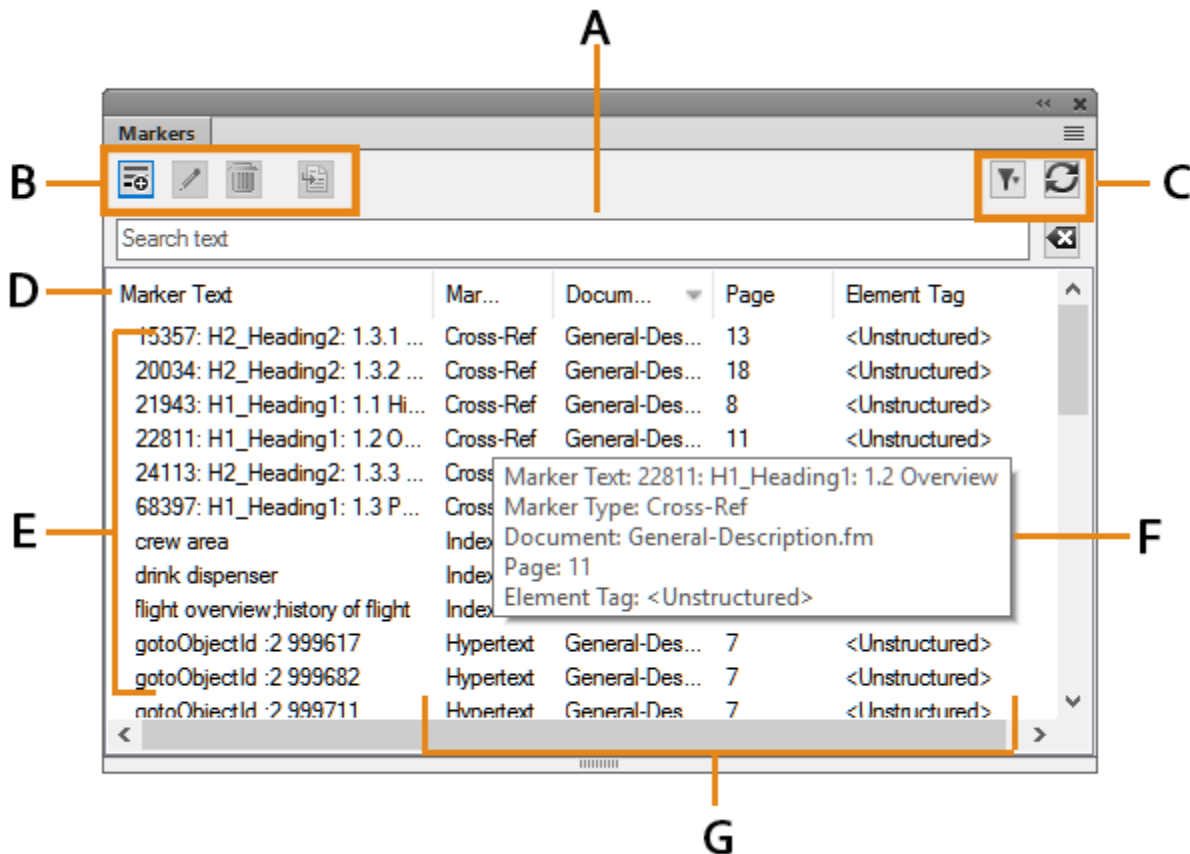 A
Markers
B
C
Search text
D
Marker Text Mar... Docum... Page Element Tag
15357: H2_Heading2: 1.3.1 ... Cross-Ref General-Des... 13 <Unstructured>
20034: H2_Heading2: 1.3.2 ... Cross-Ref General-Des... 18 <Unstructured>
21943: H1_Heading1: 1.1 Hi... Cross-Ref General-Des... 8 <Unstructured>
22811: H1_Heading1: 1.2 O... Cross-Ref General-Des... 11 <Unstructured>
24113: H2_Heading2: 1.3.3 ... Cross
68397: H1_Heading1: 1.3 P... Cross
crew area Index
drink dispenser Index
flight overview;history of flight Index
Marker Text: 22811: H1_Heading1: 1.2 Overview
Marker Type: Cross-Ref
Document: General-Description.fm
Page: 11
Element Tag: <Unstructured>
E
F
gotoObjectId :2 999617 Hypertext General-Des... 7 <Unstructured>
gotoObjectId :2 999682 Hypertext General-Des... 7 <Unstructured>
gotoObjectId :2 999711 Hypertext General-Des 7 <Unstructured>
G